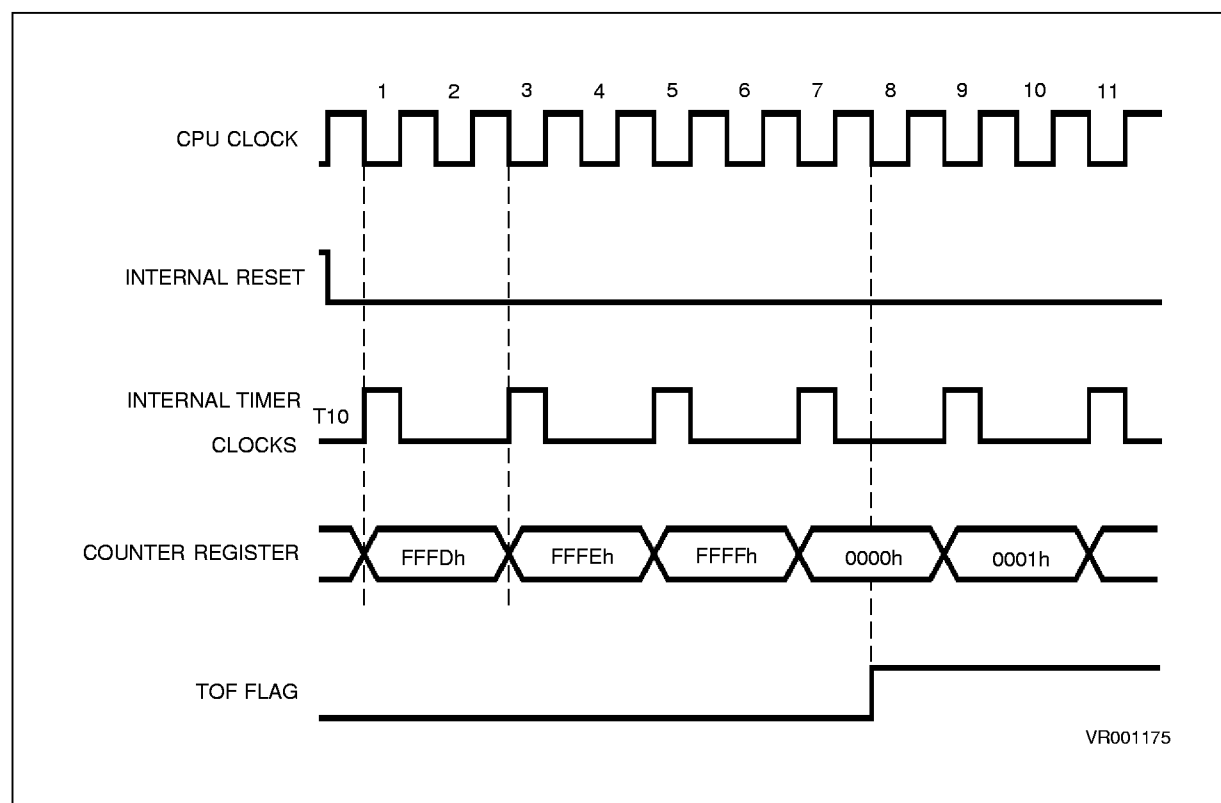 1 2 3 4 5 6 7 8 9 10 11
CPU CLOCK
INTERNAL RESET
INTERNAL TIMER
T10
CLOCKS
COUNTER REGISTER FFFDh FFFEh FFFFh 0000h 0001h
TOF FLAG
VR001175